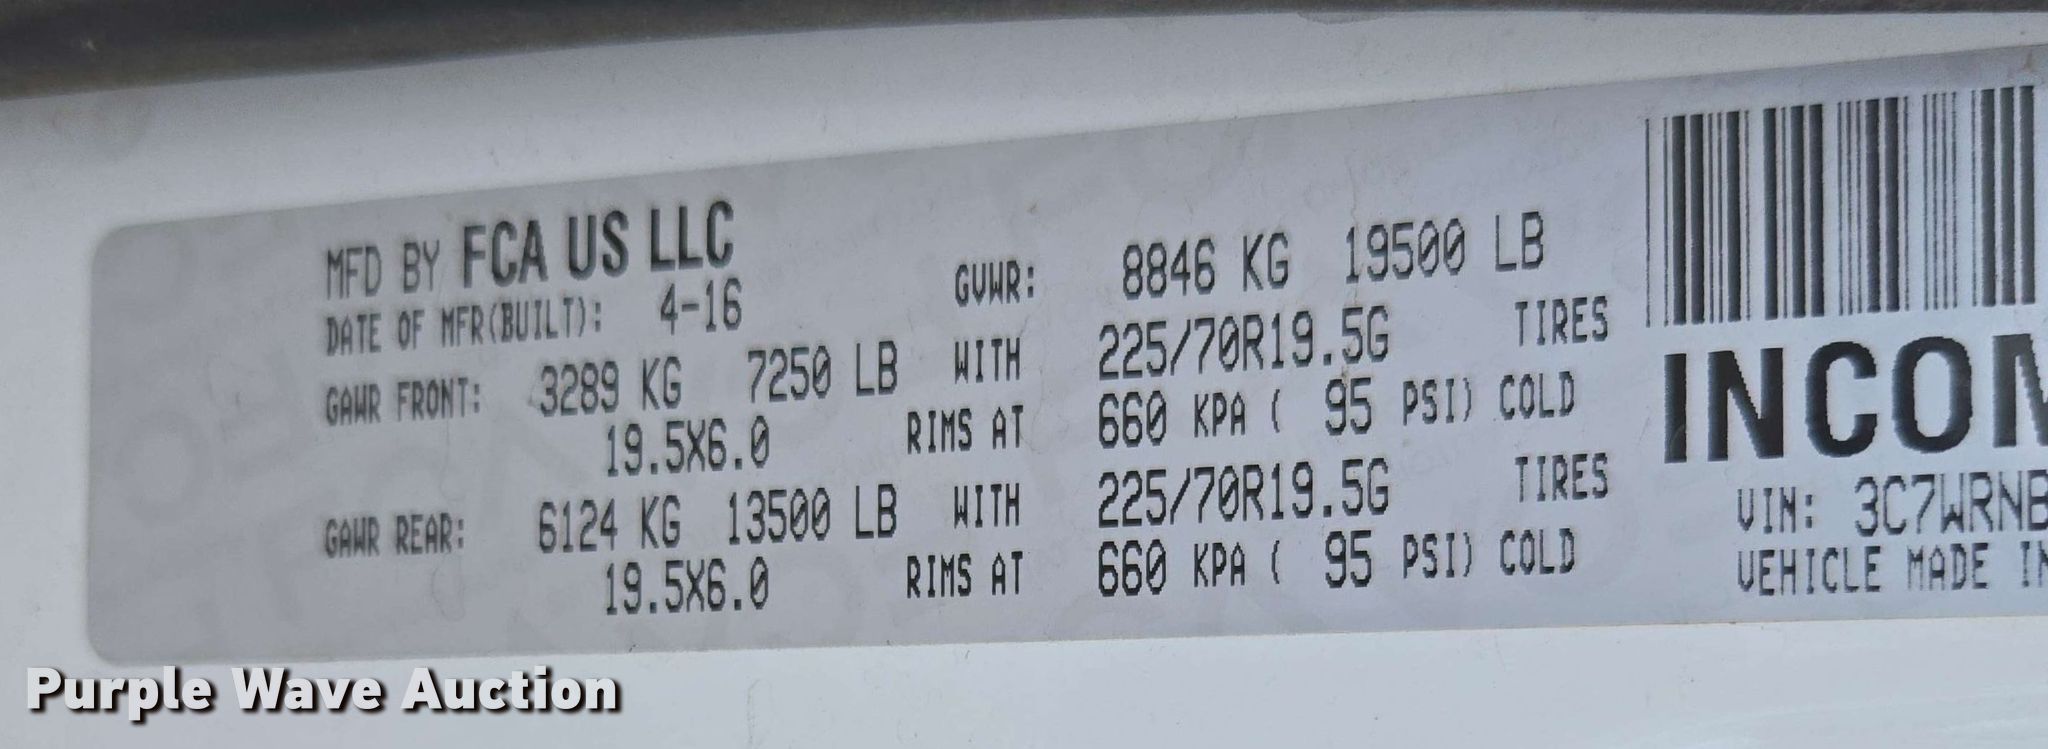 MFD BY FCA US LLC
DATE OF MFR(BUILT): 4-16
GVWR: 8846 KG 19500 LB
GAWR FRONT: 3289 KG 7250 LB WITH 225/70R19.5G TIRES
19.5X6.0 RIMS AT 660 KPA ( 95 PSI) COLD
GAWR REAR: 6124 KG 13500 LB WITH 225/70R19.5G TIRES
19.5X6.0 RIMS AT 660 KPA ( 95 PSI) COLD
INCOM
VIN: 3C7WRNB
VEHICLE MADE IN
Purple Wave Auction